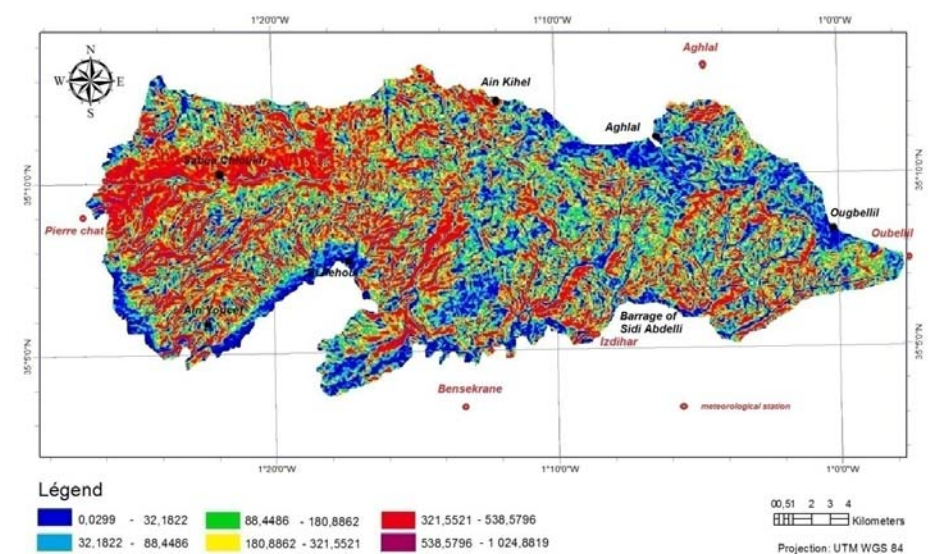 1°20'0"W 1°10'0"W 1°0'0"W
N
W E
S
Aghlal
Ain Kihel
Aghlal
35°10'0"N 35°10'0"N
Ougbellil
Pierre chat
Oubellil
Ain Youcef
Barrage of
Sidi Abdelli
Izdihar
35°5'0"N 35°5'0"N
Bensekrane
meteorological station
1°20'0"W 1°10'0"W 1°0'0"W
Légend
0,0299 - 32,1822 88,4486 - 180,8862 321,5521 - 538,5796
32,1822 - 88,4486 180,8862 - 321,5521 538,5796 - 1 024,8819
00,51 2 3 4
Kilometers
Projection: UTM WGS 84